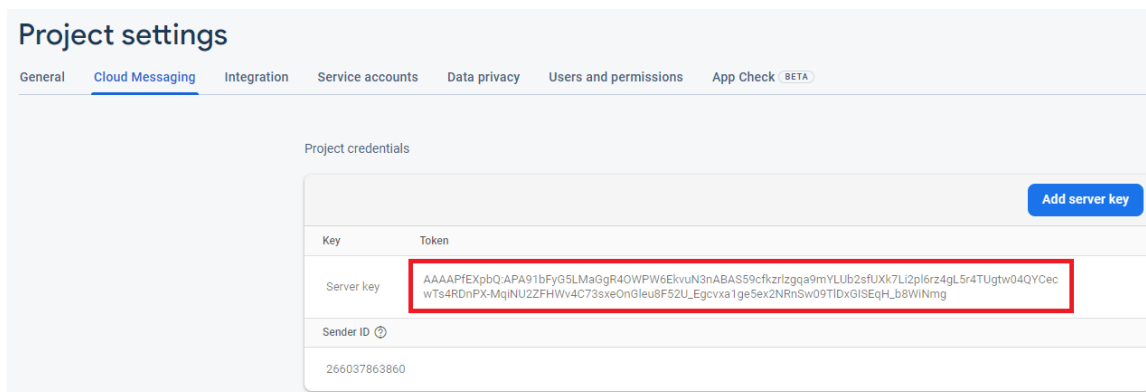 Project settings
General Cloud Messaging Integration Service accounts Data privacy Users and permissions App Check BETA
Project credentials
Add server key
Key Token
Server key
AAAAPfEXpbQ:APA91bFyG5LMaGgR4OWPW6EkvuN3nABAS59cfkzrlzgqa9mYLUb2sfUXk7Li2pl6rz4gL5r4TUgtw04QYCec
wTs4RDnPX-MqiNU2ZFHWv4C73sxeOnGleu8F52U_Egcvxa1ge5ex2NRnSw09TlDxGISEqH_b8WiNmg
Sender ID ?
266037863860